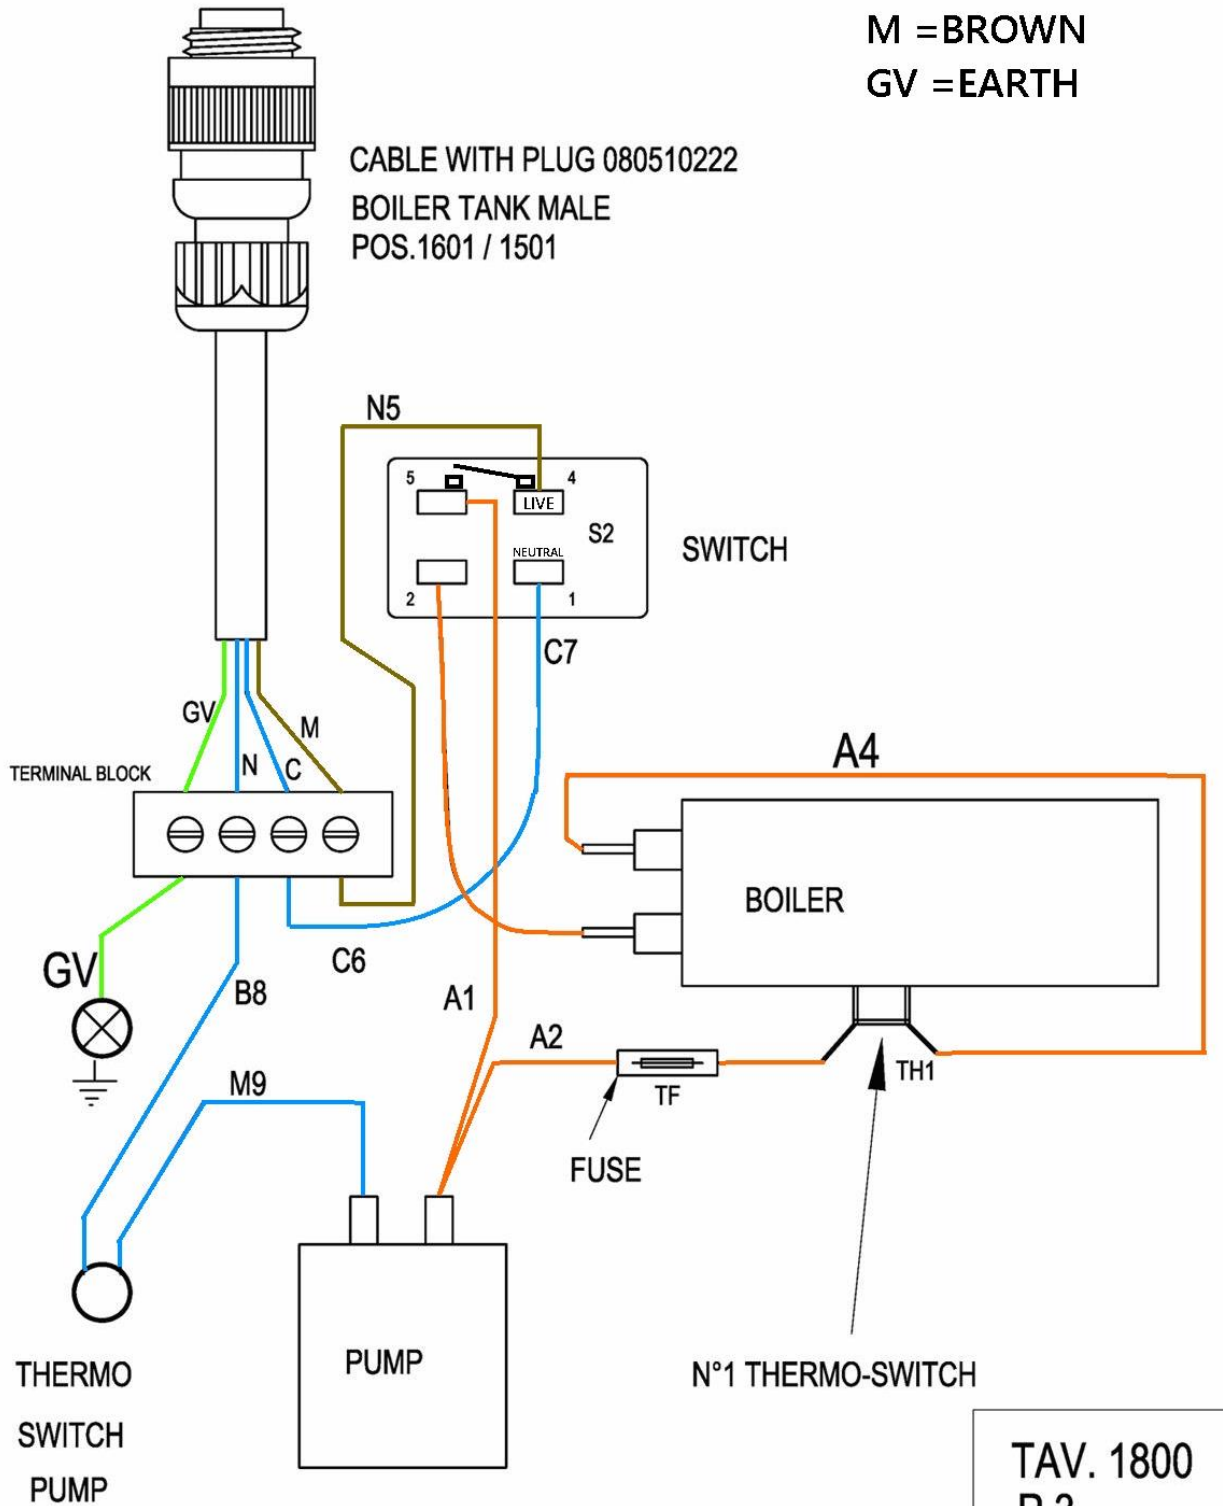 M =BROWN
GV =EARTH
CABLE WITH PLUG 080510222
BOILER TANK MALE
POS.1601 / 1501
N5
5
4
LIVE
S2
SWITCH
NEUTRAL
2
1
C7
GV
M
N
C
TERMINAL BLOCK
A4
BOILER
C6
GV
B8
A1
A2
TH1
TF
M9
FUSE
PUMP
N°1 THERMO-SWITCH
THERMO
SWITCH
PUMP
TAV. 1800